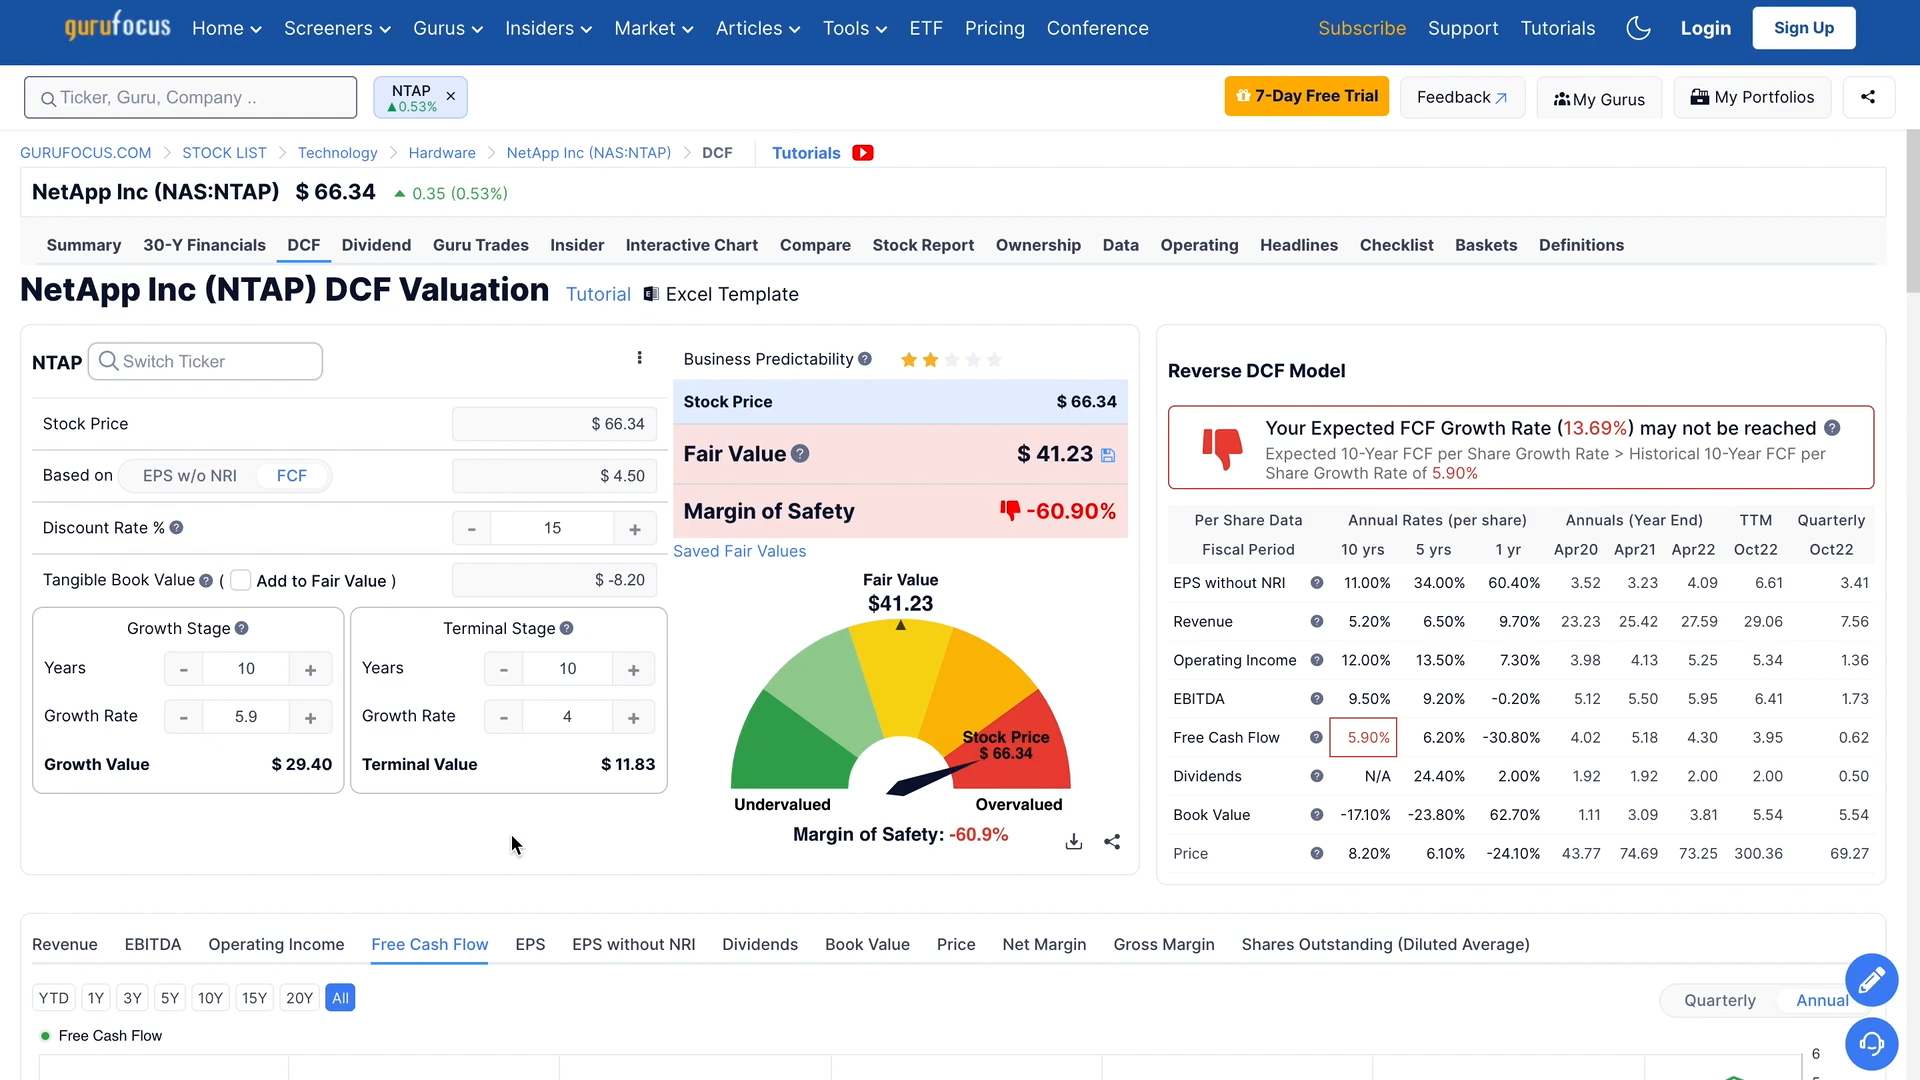 gurufocus Home Screeners Gurus Insiders Market Articles Tools ETF Pricing Conference Subscribe Support Tutorials Login Sign Up
Ticker, Guru, Company ..
NTAP
▲0.53%
7-Day Free Trial
Feedback
My Gurus
My Portfolios
GURUFOCUS.COM > STOCK LIST > Technology > Hardware > NetApp Inc (NAS:NTAP) > DCF
Tutorials
NetApp Inc (NAS:NTAP) $ 66.34 ▲ 0.35 (0.53%)
Summary 30-Y Financials DCF Dividend Guru Trades Insider Interactive Chart Compare Stock Report Ownership Data Operating Headlines Checklist Baskets Definitions
NetApp Inc (NTAP) DCF Valuation Tutorial Excel Template
NTAP Switch Ticker
Stock Price $ 66.34
Based on EPS w/o NRI FCF $ 4.50
Discount Rate % - 15 +
Tangible Book Value ( Add to Fair Value ) $ -8.20
Growth Stage
Years - 10 +
Growth Rate - 5.9 +
Growth Value $ 29.40
Terminal Stage
Years - 10 +
Growth Rate - 4 +
Terminal Value $ 11.83
Business Predictability
Stock Price $ 66.34
Fair Value $ 41.23
Margin of Safety -60.90%
Saved Fair Values
Fair Value
$41.23
Stock Price
$ 66.34
Undervalued Overvalued
Margin of Safety: -60.9%
Reverse DCF Model
Your Expected FCF Growth Rate (13.69%) may not be reached
Expected 10-Year FCF per Share Growth Rate > Historical 10-Year FCF per
Share Growth Rate of 5.90%
Per Share Data Annual Rates (per share) Annuals (Year End) TTM Quarterly
Fiscal Period 10 yrs 5 yrs 1 yr Apr20 Apr21 Apr22 Oct22 Oct22
EPS without NRI 11.00% 34.00% 60.40% 3.52 3.23 4.09 6.61 3.41
Revenue 5.20% 6.50% 9.70% 23.23 25.42 27.59 29.06 7.56
Operating Income 12.00% 13.50% 7.30% 3.98 4.13 5.25 5.34 1.36
EBITDA 9.50% 9.20% -0.20% 5.12 5.50 5.95 6.41 1.73
Free Cash Flow 5.90% 6.20% -30.80% 4.02 5.18 4.30 3.95 0.62
Dividends N/A 24.40% 2.00% 1.92 1.92 2.00 2.00 0.50
Book Value -17.10% -23.80% 62.70% 1.11 3.09 3.81 5.54 5.54
Price 8.20% 6.10% -24.10% 43.77 74.69 73.25 300.36 69.27
Revenue EBITDA Operating Income Free Cash Flow EPS EPS without NRI Dividends Book Value Price Net Margin Gross Margin Shares Outstanding (Diluted Average)
YTD 1Y 3Y 5Y 10Y 15Y 20Y All
Quarterly Annual
Free Cash Flow
6